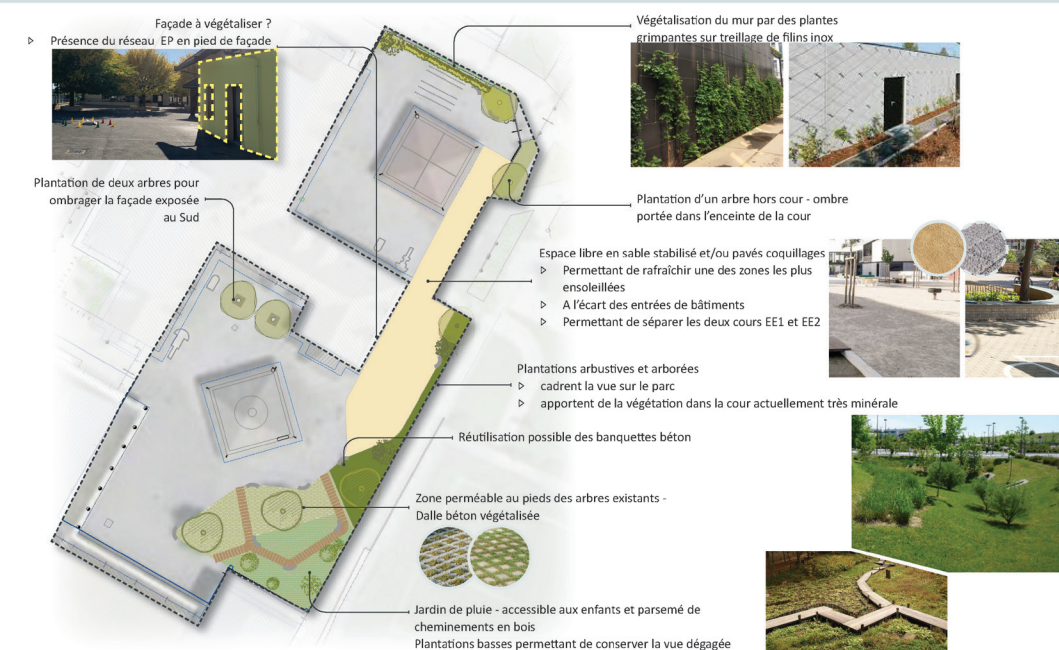 Façade à végétaliser ?
▹ Présence du réseau EP en pied de façade
Végétalisation du mur par des plantes
grimpantes sur treillage de filins inox
Plantation de deux arbres pour
ombrager la façade exposée
au Sud
Plantation d'un arbre hors cour - ombre
portée dans l'enceinte de la cour
Espace libre en sable stabilisé et/ou pavés coquillages
▹ Permettant de rafraîchir une des zones les plus
ensoleillées
▹ A l'écart des entrées de bâtiments
▹ Permettant de séparer les deux cours EE1 et EE2
Plantations arbustives et arborées
▹ cadrent la vue sur le parc
▹ apportent de la végétation dans la cour actuellement très minérale
Réutilisation possible des banquettes béton
Zone perméable au pieds des arbres existants -
Dalle béton végétalisée
Jardin de pluie - accessible aux enfants et parsemé de
cheminements en bois
Plantations basses permettant de conserver la vue dégagée